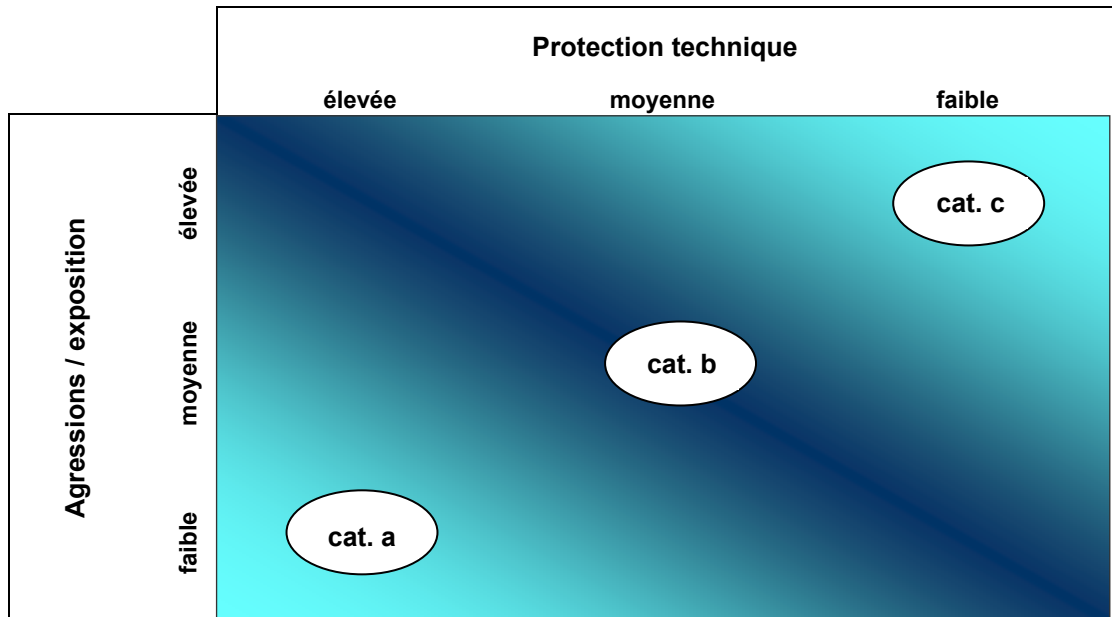 Protection technique
élevée moyenne faible
Agressions / exposition
élevée
cat. c
moyenne
cat. b
faible
cat. a